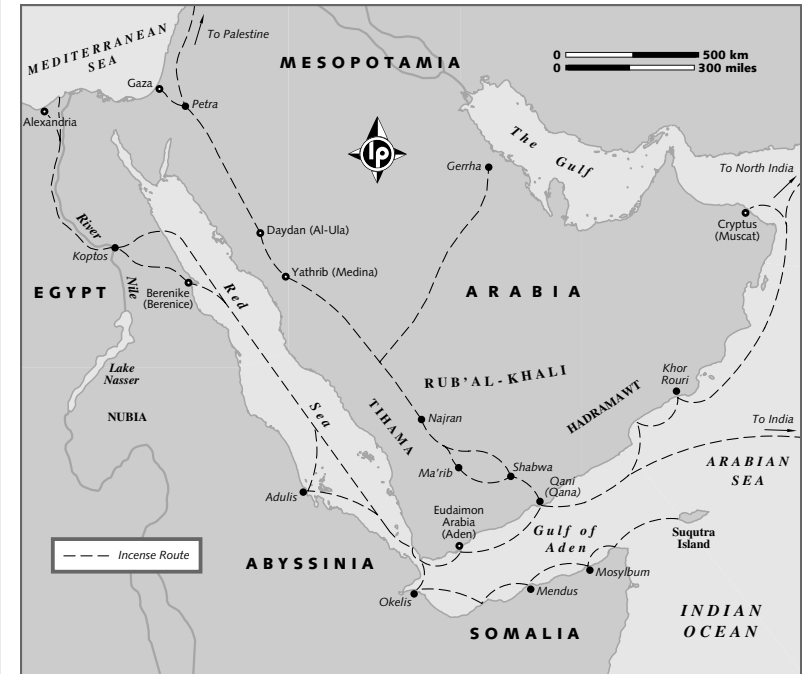 To Palestine
MEDITERRANEAN
SEA
MESOPOTAMIA
0 500 km
0 300 miles
Gaza
Petra
Alexandria
lp
The Gulf
Gerrha
To North India
Cryptus
(Muscat)
River
Nile
Koptos
Daydan (Al-Ula)
Yathrib (Medina)
EGYPT
Berenike
(Berenice)
Red
Sea
ARABIA
Lake
Nasser
NUBIA
RUB'AL-KHALI
TIHAMA
Najran
HADRAMAWT
Khor
Rouri
To India
Ma'rib
Shabwa
Qani
(Qana)
ARABIAN
SEA
Adulis
Eudaimon
Arabia
(Aden)
Gulf of
Aden
Suqutra
Island
Incense Route
ABYSSINIA
Mosylbum
Mendus
Okelis
SOMALIA
INDIAN
OCEAN